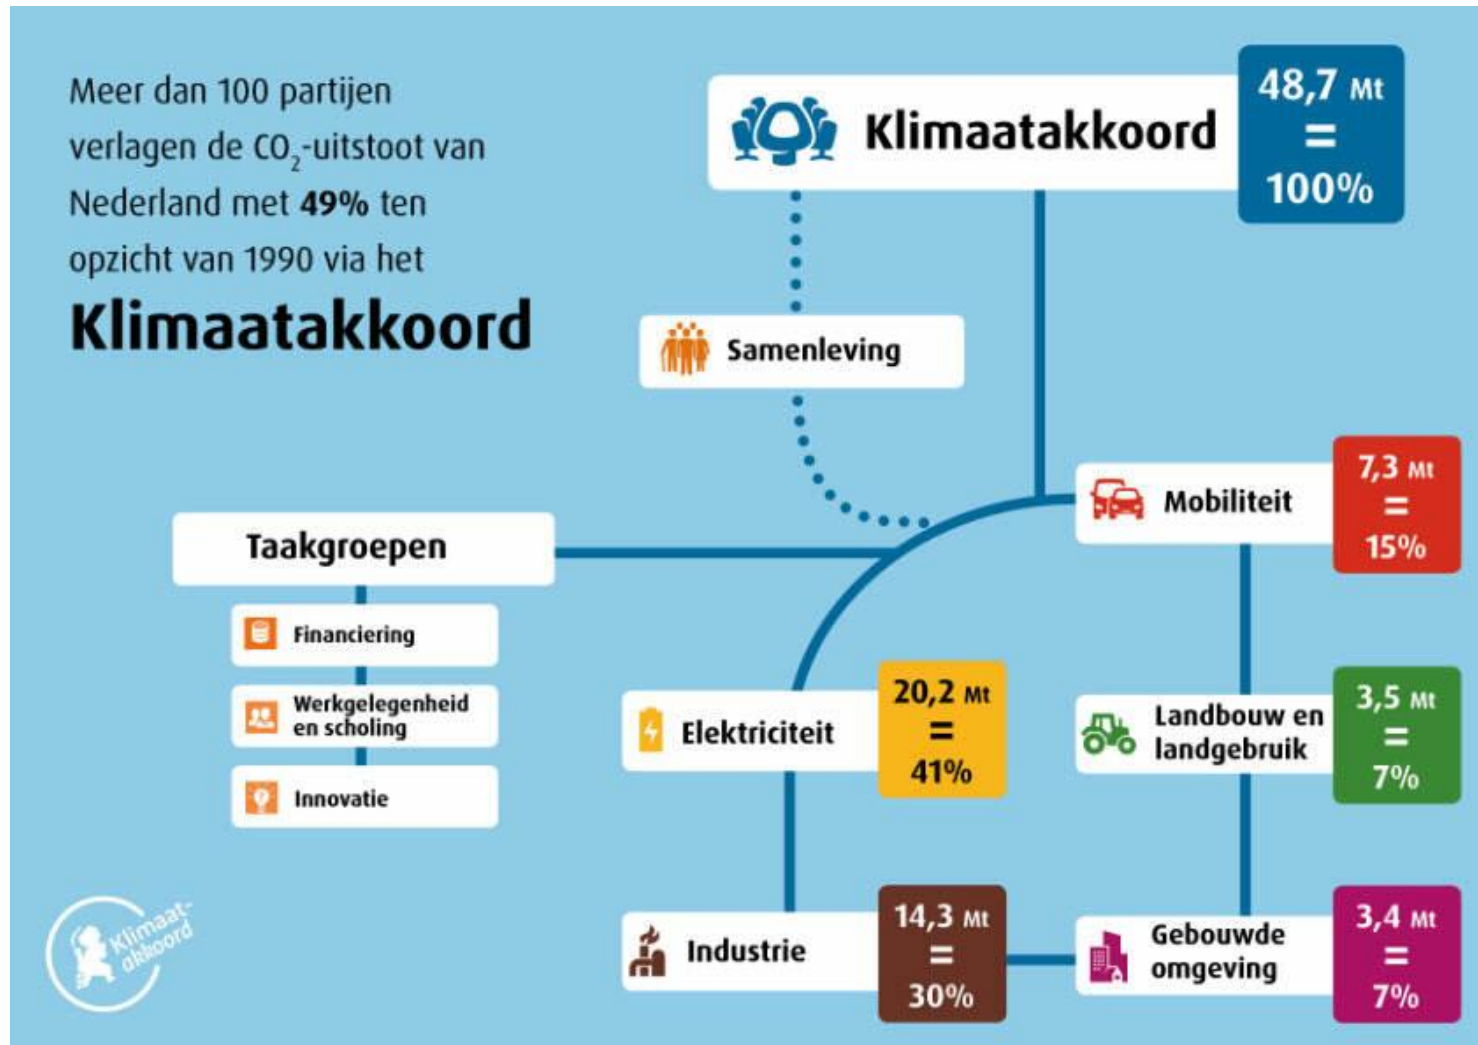 Meer dan 100 partijen
verlagen de CO₂-uitstoot van
Nederland met 49% ten
opzicht van 1990 via het
Klimaatakkoord
Klimaatakkoord
48,7 Mt
=
100%
Samenleving
Mobiliteit
7,3 Mt
=
15%
Taakgroepen
Financiering
Werkgelegenheid
en scholing
Innovatie
Elektriciteit
20,2 Mt
=
41%
Landbouw en
landgebruik
3,5 Mt
=
7%
Industrie
14,3 Mt
=
30%
Gebouwde
omgeving
3,4 Mt
=
7%
Klimaat-
akkoord